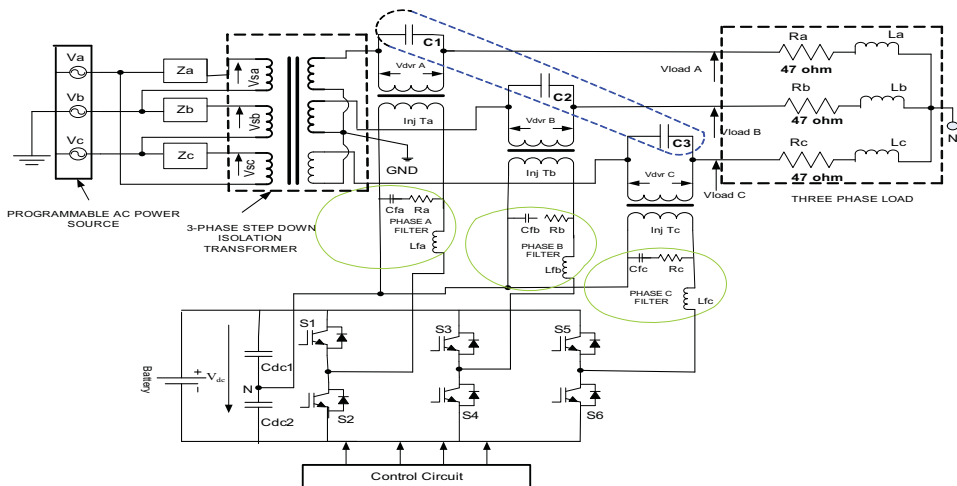 Va
Vb
Vc
Za
Zb
Zc
Vsa
Vsb
Vsc
PROGRAMMABLE AC POWER
SOURCE
3-PHASE STEP DOWN
ISOLATION
TRANSFORMER
GND
C1
Vdvr A
Inj Ta
C2
Vdvr B
Inj Tb
C3
Vdvr C
Inj Tc
Vload A
Vload B
Vload C
Ra
47 ohm
La
Rb
47 ohm
Lb
Rc
47 ohm
Lc
N
THREE PHASE LOAD
Cfa
Ra
PHASE A
FILTER
Lfa
Cfb
Rb
PHASE B
FILTER
Lfb
Cfc
Rc
PHASE C
FILTER
Lfc
Battery
+
-
Vdc
Cdc1
N
Cdc2
S1
S2
S3
S4
S5
S6
Control Circuit